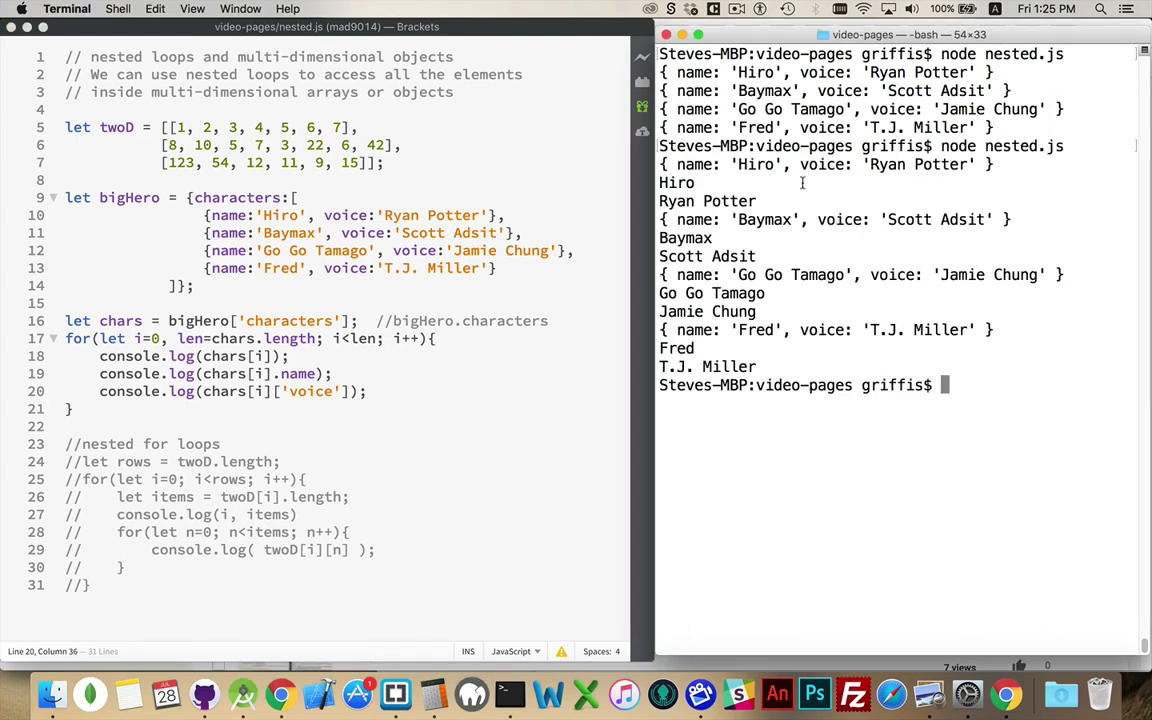 Terminal Shell Edit View Window Help
100% Fri 1:25 PM
video-pages/nested.js (mad9014) — Brackets
1 // nested loops and multi-dimensional objects
2 // We can use nested loops to access all the elements
3 // inside multi-dimensional arrays or objects
4
5 let twoD = [[1, 2, 3, 4, 5, 6, 7],
6 [8, 10, 5, 7, 3, 22, 6, 42],
7 [123, 54, 12, 11, 9, 15]];
8
9 let bigHero = {characters:[
10 {name:'Hiro', voice:'Ryan Potter'},
11 {name:'Baymax', voice:'Scott Adsit'},
12 {name:'Go Go Tamago', voice:'Jamie Chung'},
13 {name:'Fred', voice:'T.J. Miller'}
14 ]};
15
16 let chars = bigHero['characters']; //bigHero.characters
17 for(let i=0, len=chars.length; i<len; i++){
18 console.log(chars[i]);
19 console.log(chars[i].name);
20 console.log(chars[i]['voice']);
21 }
22
23 //nested for loops
24 //let rows = twoD.length;
25 //for(let i=0; i<rows; i++){
26 // let items = twoD[i].length;
27 // console.log(i, items)
28 // for(let n=0; n<items; n++){
29 // console.log( twoD[i][n] );
30 // }
31 //}
Line 20, Column 36 — 31 Lines
INS JavaScript Spaces: 4
video-pages — -bash — 54×33
Steves-MBP:video-pages griffis$ node nested.js
{ name: 'Hiro', voice: 'Ryan Potter' }
{ name: 'Baymax', voice: 'Scott Adsit' }
{ name: 'Go Go Tamago', voice: 'Jamie Chung' }
{ name: 'Fred', voice: 'T.J. Miller' }
Steves-MBP:video-pages griffis$ node nested.js
{ name: 'Hiro', voice: 'Ryan Potter' }
Hiro
Ryan Potter
{ name: 'Baymax', voice: 'Scott Adsit' }
Baymax
Scott Adsit
{ name: 'Go Go Tamago', voice: 'Jamie Chung' }
Go Go Tamago
Jamie Chung
{ name: 'Fred', voice: 'T.J. Miller' }
Fred
T.J. Miller
Steves-MBP:video-pages griffis$
7 views 0
JUL
28
1
An
Ps
Fz